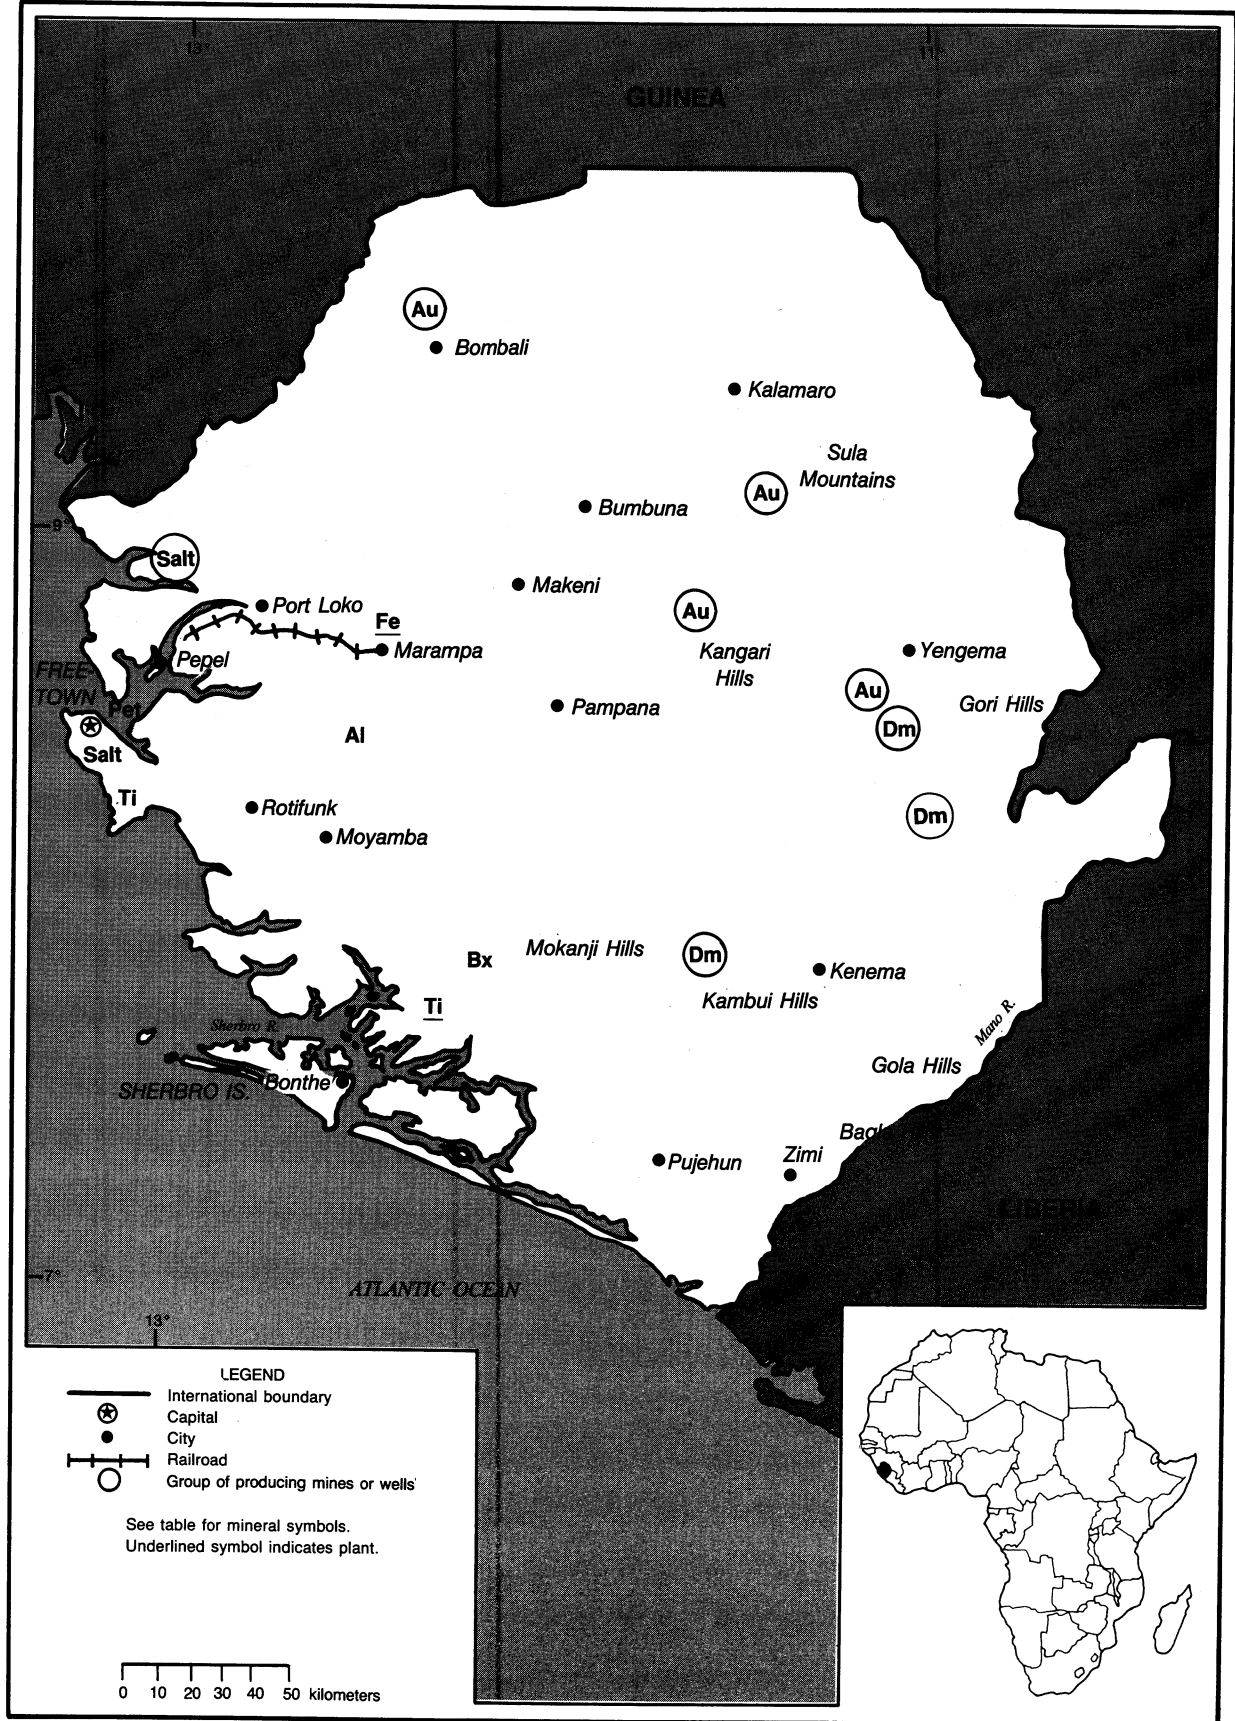 13°
11°
GUINEA
Au
Bombali
Kalamaro
Sula
Mountains
Au
Bumbuna
9°
Salt
Makeni
Au
Port Loko
Fe
Marampa
Kangari
Hills
Yengema
Pepel
FREE-
TOWN
Pet
Au
Gori Hills
Pampana
Dm
Al
Salt
Ti
Rotifunk
Dm
Moyamba
Mokanji Hills
Dm
Bx
Kenema
Kambui Hills
Ti
Mano R.
Sherbro R.
Gola Hills
Bonthe
SHERBRO IS.
Bagla
Zimi
Pujehun
LIBERIA
7°
ATLANTIC OCEAN
13°
LEGEND
International boundary
Capital
City
Railroad
Group of producing mines or wells
See table for mineral symbols.
Underlined symbol indicates plant.
0 10 20 30 40 50 kilometers